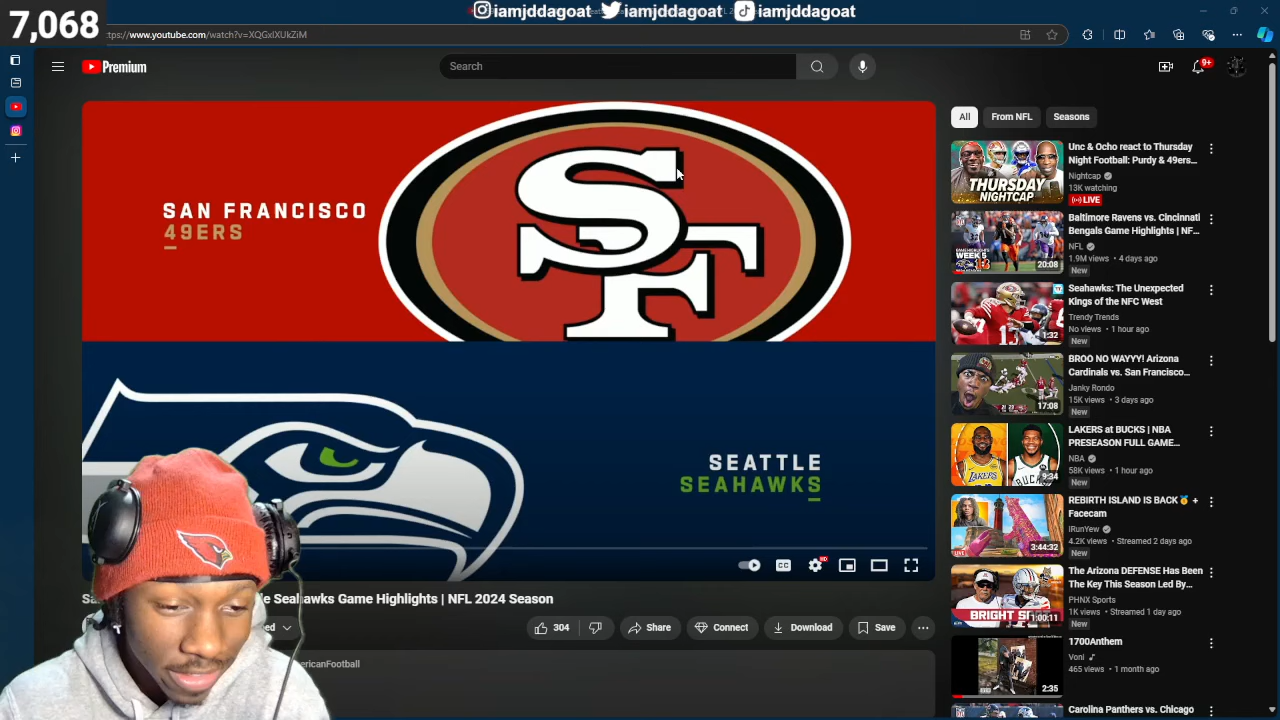 7,068
iamjddagoat iamjddagoat iamjddagoat
tps://www.youtube.com/watch?v=XQGxlXUkZiM
Premium
Search
9+
SAN FRANCISCO
49ERS
SF
SEATTLE
SEAHAWKS
CC
HD
Seahawks Game Highlights | NFL 2024 Season
304
Share
Connect
Download
Save
ericanFootball
All
From NFL
Seasons
THURSDAY
NIGHTCAP
Unc & Ocho react to Thursday
Night Football: Purdy & 49ers...
Nightcap
13K watching
LIVE
WEEK 5
20:08
Baltimore Ravens vs. Cincinnati
Bengals Game Highlights | NF...
NFL
1.9M views • 4 days ago
New
1:32
Seahawks: The Unexpected
Kings of the NFC West
Trendy Trends
No views • 1 hour ago
New
17:08
BROO NO WAYYY! Arizona
Cardinals vs. San Francisco...
Janky Rondo
15K views • 3 days ago
New
9:34
LAKERS at BUCKS | NBA
PRESEASON FULL GAME...
NBA
58K views • 1 hour ago
New
3:44:32
REBIRTH ISLAND IS BACK🥇 +
Facecam
IRunYew
4.2K views • Streamed 2 days ago
New
1:00:11
The Arizona DEFENSE Has Been
The Key This Season Led By...
PHNX Sports
1K views • Streamed 1 day ago
New
2:35
1700Anthem
Voni
465 views • 1 month ago
Carolina Panthers vs. Chicago